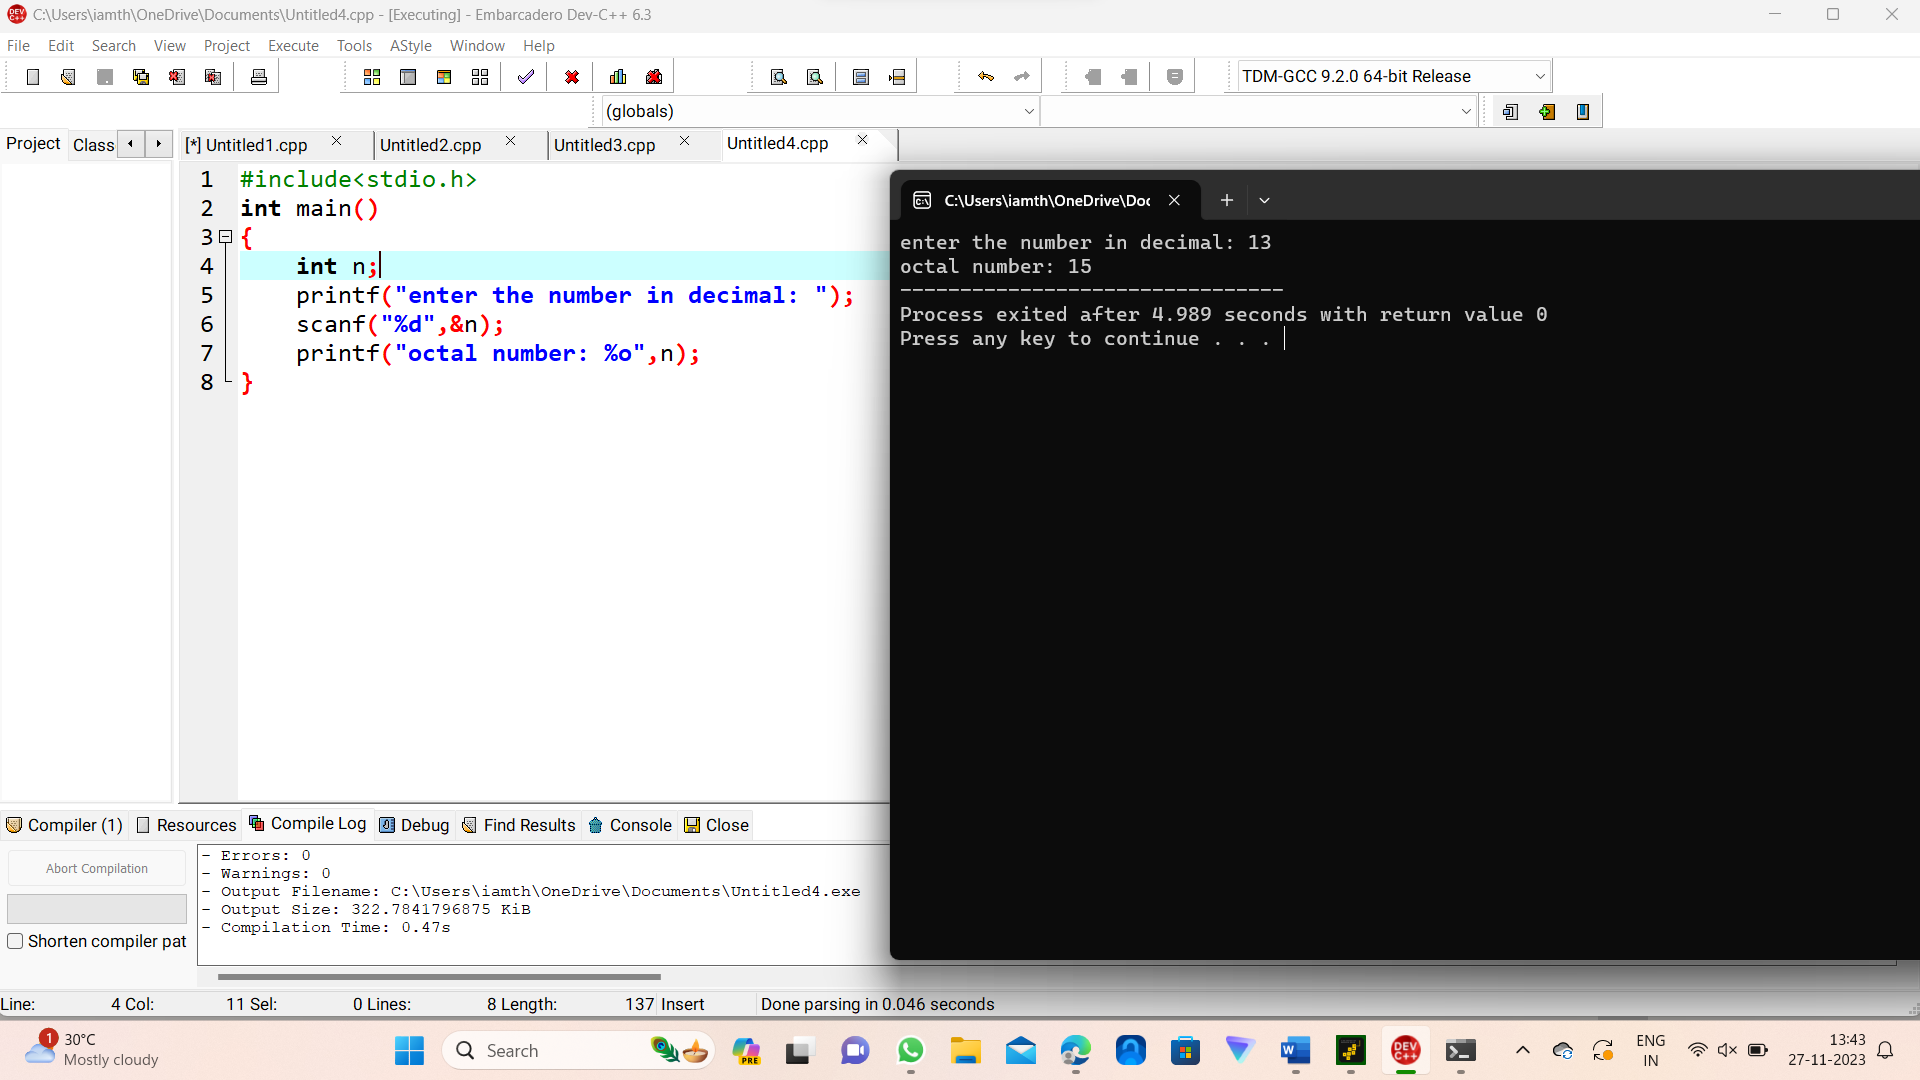 C:\Users\iamth\OneDrive\Documents\Untitled4.cpp - [Executing] - Embarcadero Dev-C++ 6.3
File Edit Search View Project Execute Tools AStyle Window Help
TDM-GCC 9.2.0 64-bit Release
(globals)
Project Class [*] Untitled1.cpp Untitled2.cpp Untitled3.cpp Untitled4.cpp
1 #include<stdio.h>
2 int main()
3 {
4 int n;
5 printf("enter the number in decimal: ");
6 scanf("%d",&n);
7 printf("octal number: %o",n);
8 }
C:\Users\iamth\OneDrive\Doc
enter the number in decimal: 13
octal number: 15
--------------------------------
Process exited after 4.989 seconds with return value 0
Press any key to continue . . .
Compiler (1) Resources Compile Log Debug Find Results Console Close
Abort Compilation
Shorten compiler pat
- Errors: 0
- Warnings: 0
- Output Filename: C:\Users\iamth\OneDrive\Documents\Untitled4.exe
- Output Size: 322.7841796875 KiB
- Compilation Time: 0.47s
Line: 4 Col: 11 Sel: 0 Lines: 8 Length: 137 Insert Done parsing in 0.046 seconds
1
30°C
Mostly cloudy
Search
PRE
DEV
C++
ENG
IN
13:43
27-11-2023